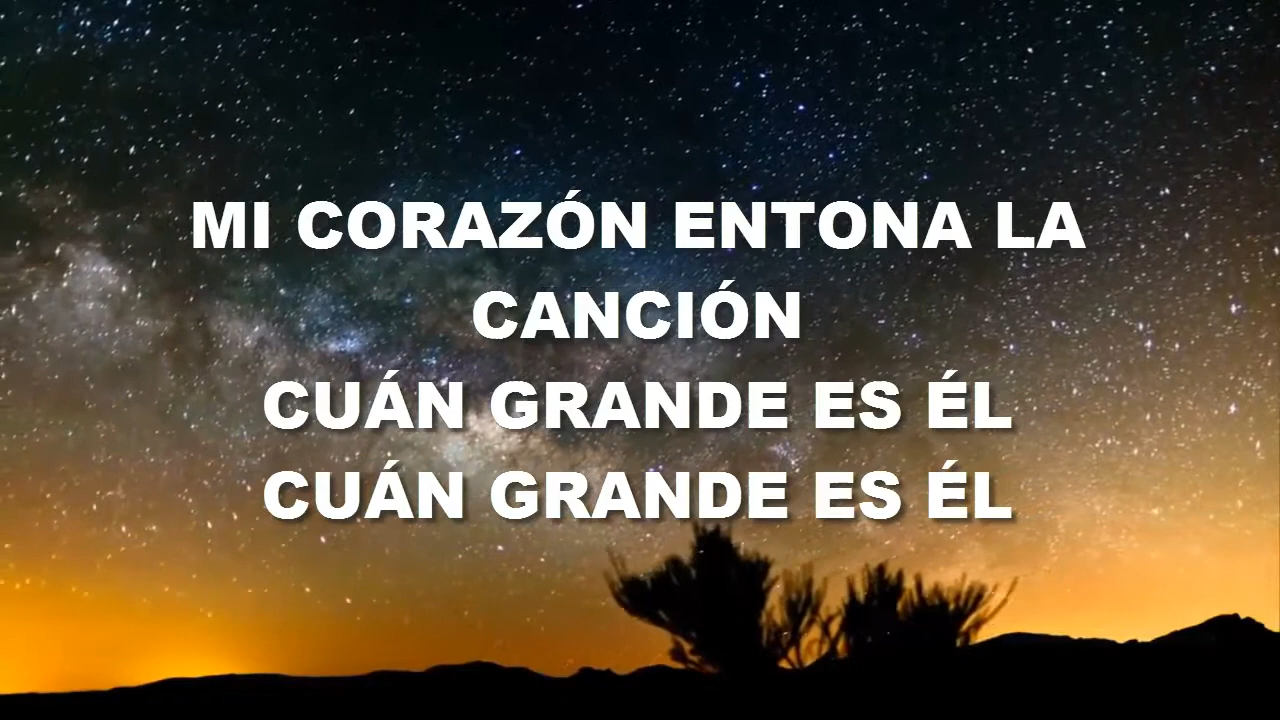 MI CORAZÓN ENTONA LA
CANCIÓN
CUÁN GRANDE ES ÉL
CUÁN GRANDE ES ÉL